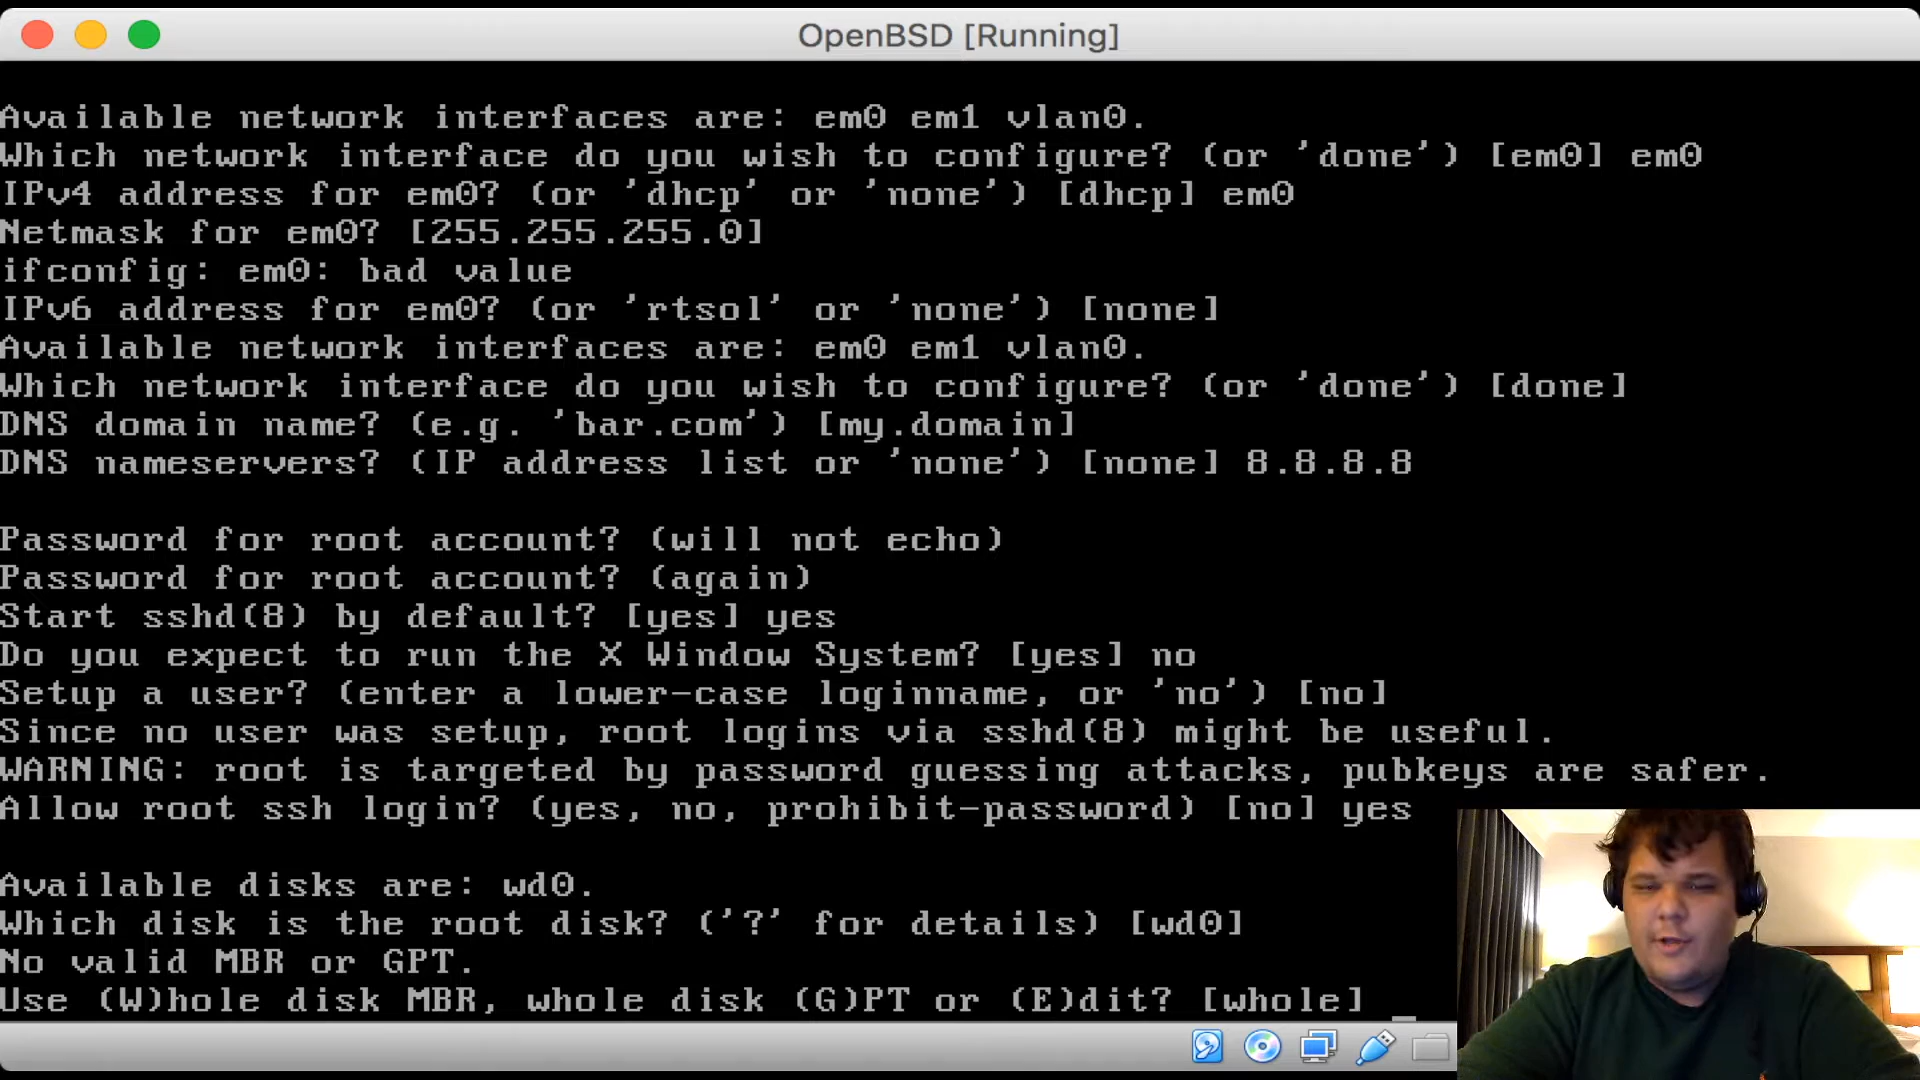 OpenBSD [Running]
Available network interfaces are: em0 em1 vlan0.
Which network interface do you wish to configure? (or 'done') [em0] em0
IPv4 address for em0? (or 'dhcp' or 'none') [dhcp] em0
Netmask for em0? [255.255.255.0]
ifconfig: em0: bad value
IPv6 address for em0? (or 'rtsol' or 'none') [none]
Available network interfaces are: em0 em1 vlan0.
Which network interface do you wish to configure? (or 'done') [done]
DNS domain name? (e.g. 'bar.com') [my.domain]
DNS nameservers? (IP address list or 'none') [none] 8.8.8.8
Password for root account? (will not echo)
Password for root account? (again)
Start sshd(8) by default? [yes] yes
Do you expect to run the X Window System? [yes] no
Setup a user? (enter a lower-case loginname, or 'no') [no]
Since no user was setup, root logins via sshd(8) might be useful.
WARNING: root is targeted by password guessing attacks, pubkeys are safer.
Allow root ssh login? (yes, no, prohibit-password) [no] yes
Available disks are: wd0.
Which disk is the root disk? ('?' for details) [wd0]
No valid MBR or GPT.
Use (W)hole disk MBR, whole disk (G)PT or (E)dit? [whole] _